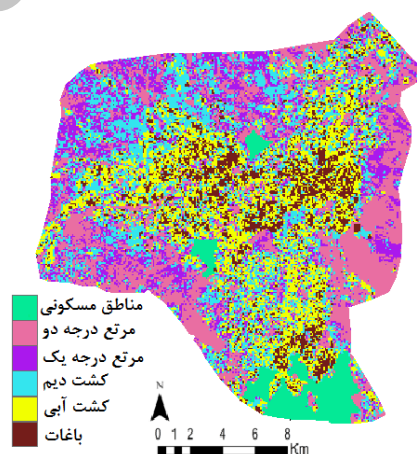 مناطق مسکونی
مرتع درجه دو
مرتع درجه یک
کشت دیم
کشت آبی
باغات
N
0 1 2 4 6 8
Km